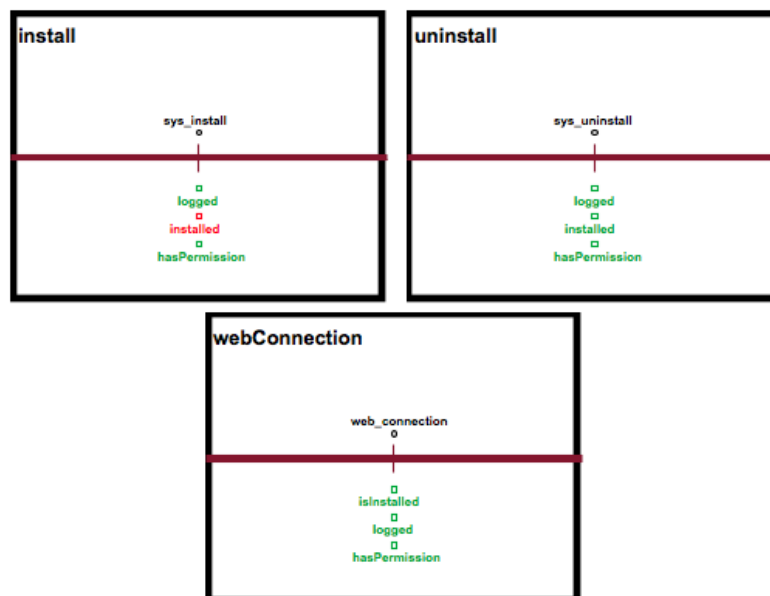 install
sys_install
logged
installed
hasPermission
uninstall
sys_uninstall
logged
installed
hasPermission
webConnection
web_connection
isInstalled
logged
hasPermission